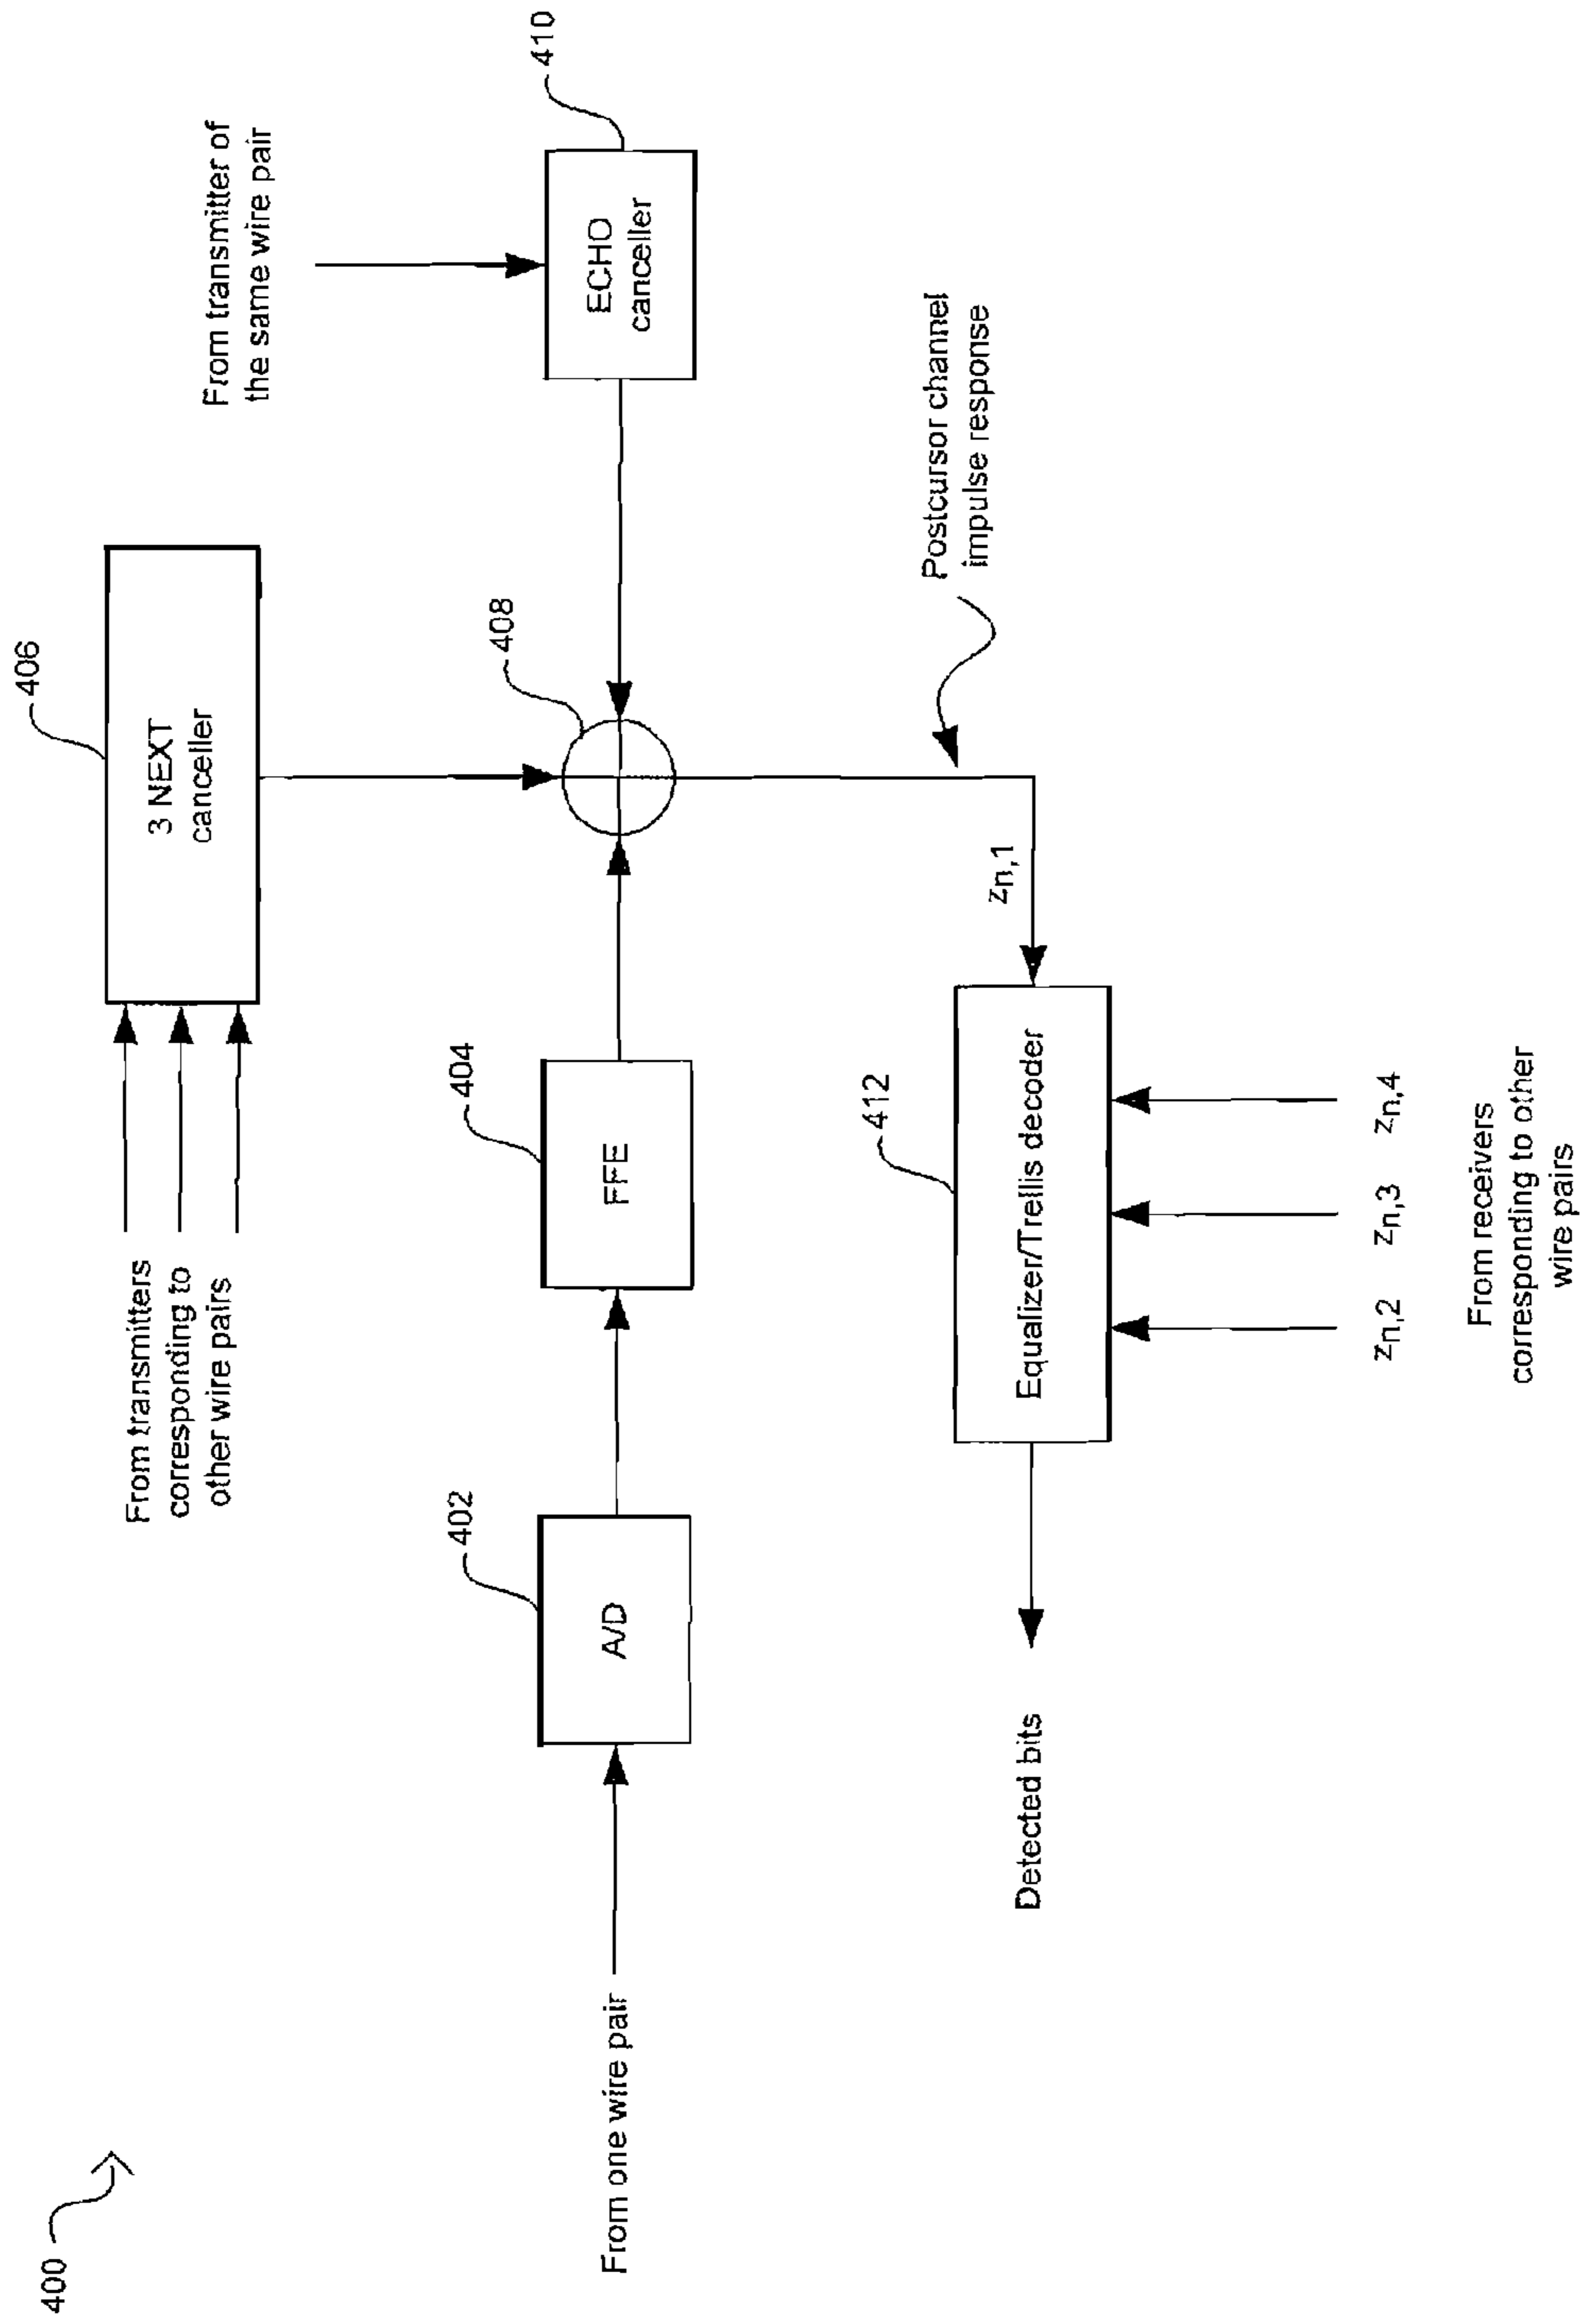 400
406
3 NEXT
canceller
From transmitters
corresponding to
other wire pairs
From transmitter of
the same wire pair
410
ECHO
canceller
408
404
FFE
402
A/D
From one wire pair
Postcursor channel
impulse response
zn,1
412
Equalizer/Trellis decoder
Detected bits
zn,2
zn,3
zn,4
From receivers
corresponding to other
wire pairs